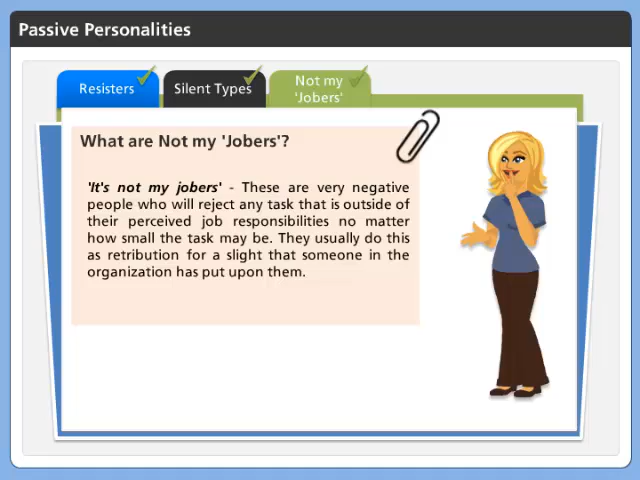 Passive Personalities
Resisters
Silent Types
Not my
'Jobers'
What are Not my 'Jobers'?
'It's not my jobers' - These are very negative
people who will reject any task that is outside of
their perceived job responsibilities no matter
how small the task may be. They usually do this
as retribution for a slight that someone in the
organization has put upon them.